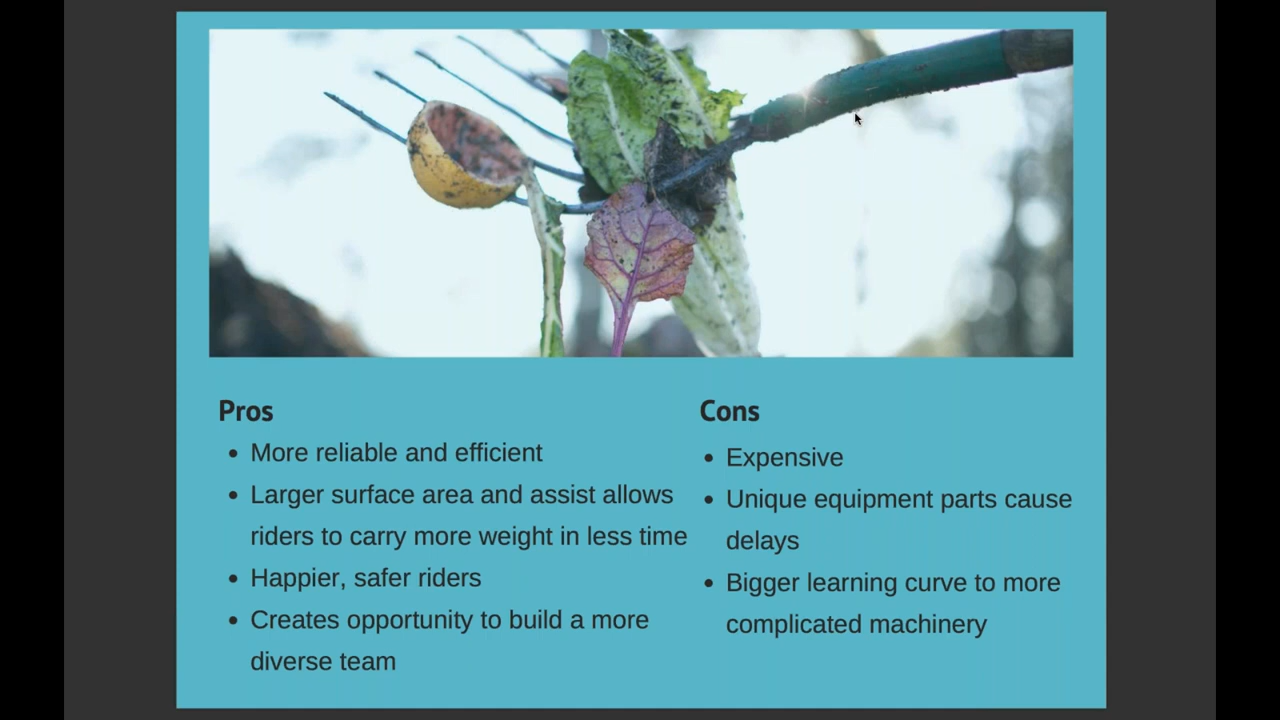 Pros
• More reliable and efficient
• Larger surface area and assist allows
riders to carry more weight in less time
• Happier, safer riders
• Creates opportunity to build a more
diverse team
Cons
• Expensive
• Unique equipment parts cause
delays
• Bigger learning curve to more
complicated machinery